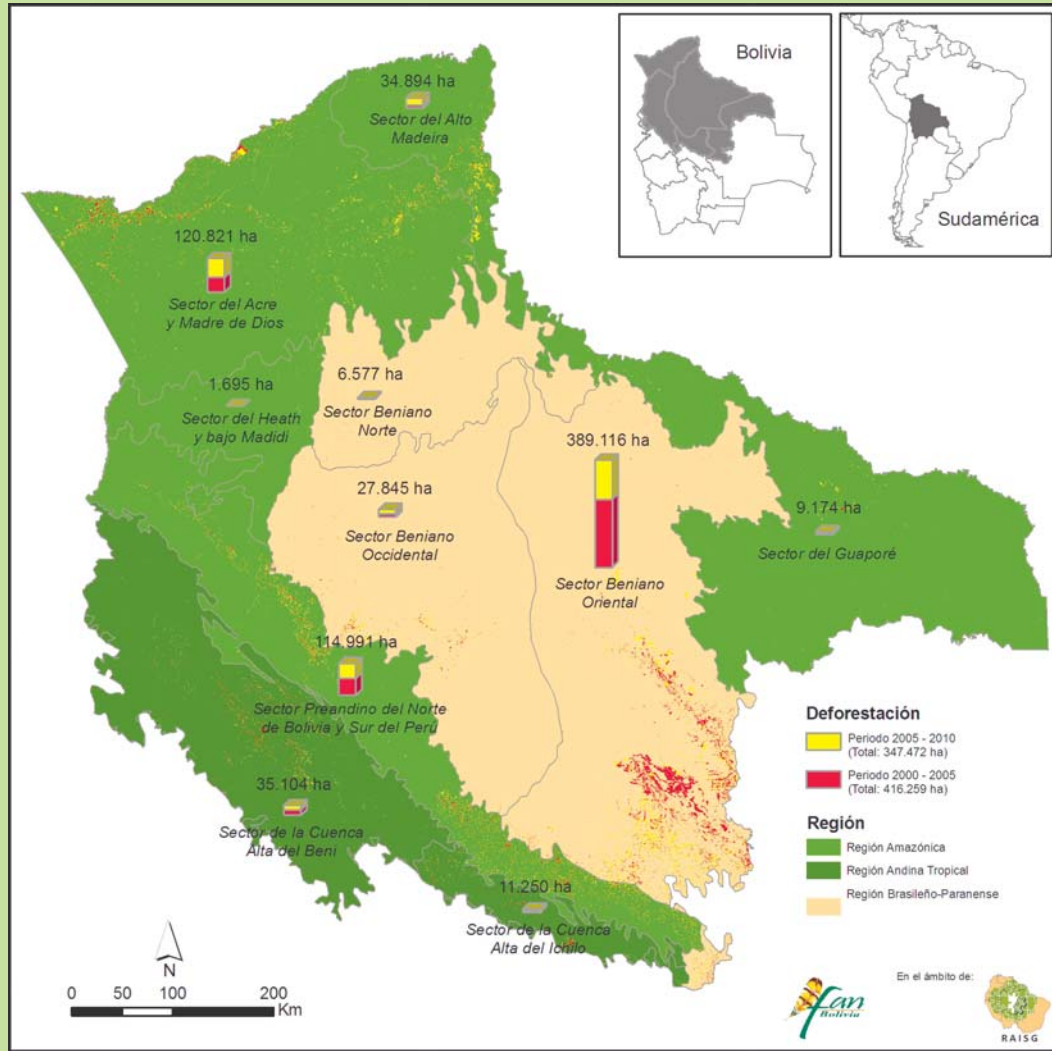 Bolivia
Sudamérica
34.894 ha
Sector del Alto
Madeira
120.821 ha
Sector del Acre
y Madre de Dios
1.695 ha
Sector del Heath
y bajo Madidi
6.577 ha
Sector Beniano
Norte
389.116 ha
Sector Beniano
Oriental
27.845 ha
Sector Beniano
Occidental
9.174 ha
Sector del Guaporé
114.991 ha
Sector Preandino del Norte
de Bolivia y Sur del Perú
35.104 ha
Sector de la Cuenca
Alta del Beni
11.250 ha
Sector de la Cuenca
Alta del Ichilo
Deforestación
Periodo 2005 - 2010
(Total: 347.472 ha)
Periodo 2000 - 2005
(Total: 416.259 ha)
Región
Región Amazónica
Región Andina Tropical
Región Brasileño-Paranense
N
0 50 100 200
Km
fan
Bolivia
En el ámbito de:
RAISG